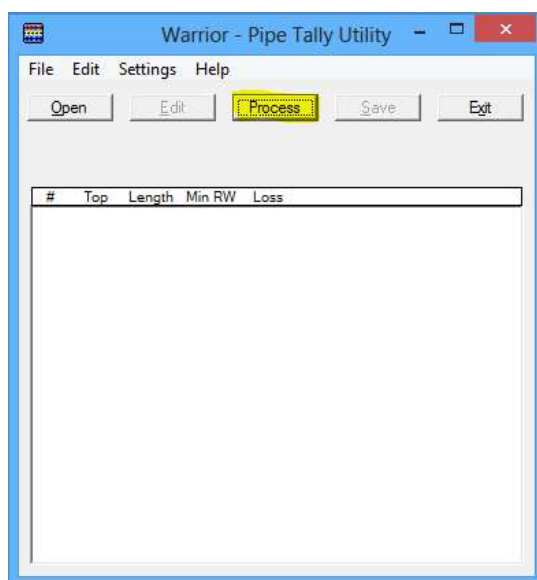 Warrior - Pipe Tally Utility
File Edit Settings Help
Open Edit Process Save Exit
# Top Length Min RW Loss